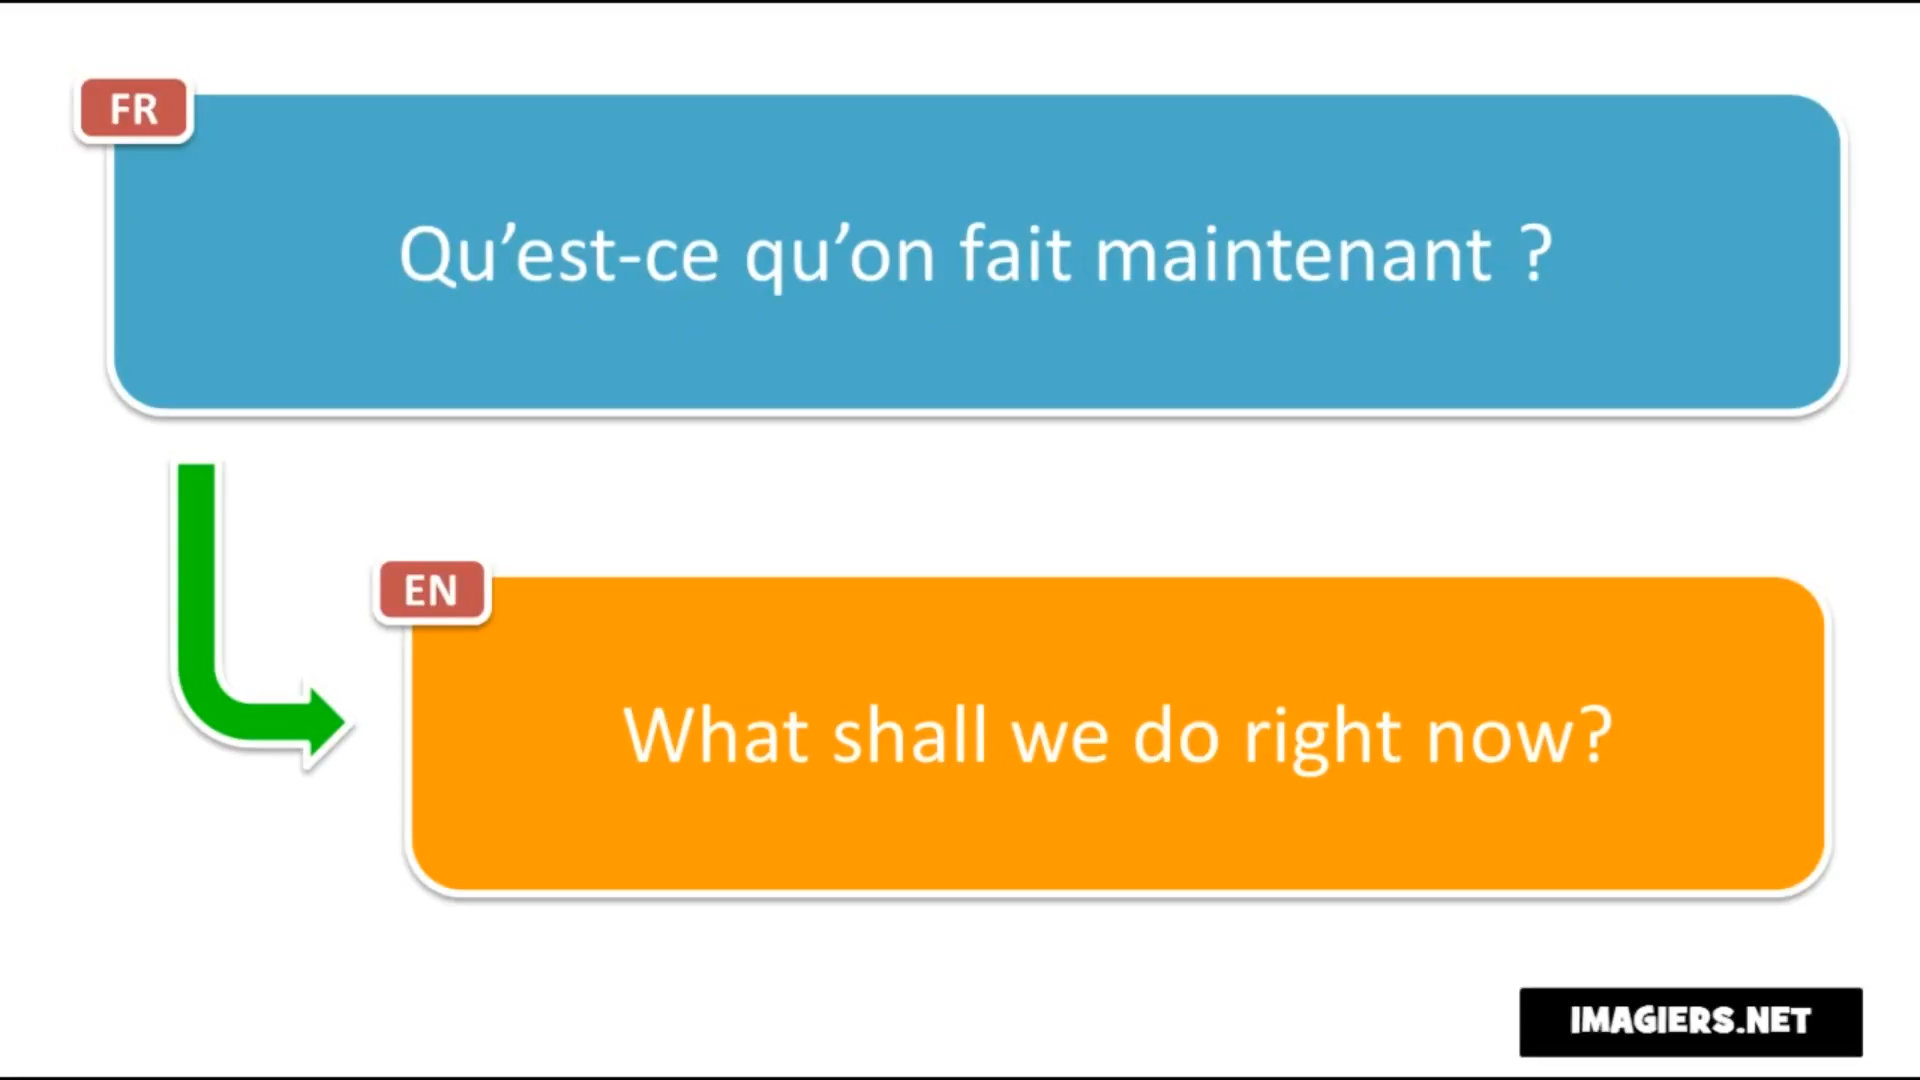 FR
Qu’est-ce qu’on fait maintenant ?
EN
What shall we do right now?
IMAGIERS.NET